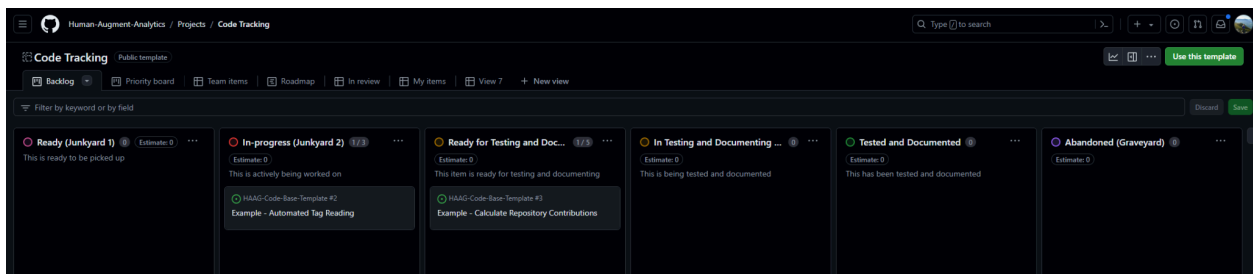 Human-Augment-Analytics / Projects / Code Tracking
Type / to search
Code Tracking Public template
Use this template
Backlog Priority board Team items Roadmap In review My items View 7 + New view
Filter by keyword or by field
Discard Save
Ready (Junkyard 1) 0 Estimate: 0 ...
This is ready to be picked up
In-progress (Junkyard 2) 1/3 ...
Estimate: 0
This is actively being worked on
HAAG-Code-Base-Template #2
Example - Automated Tag Reading
Ready for Testing and Doc... 1/5 ...
Estimate: 0
This item is ready for testing and documenting
HAAG-Code-Base-Template #3
Example - Calculate Repository Contributions
In Testing and Documenting ... 0 ...
Estimate: 0
This is being tested and documented
Tested and Documented 0 ...
Estimate: 0
This has been tested and documented
Abandoned (Graveyard) 0 ...
Estimate: 0